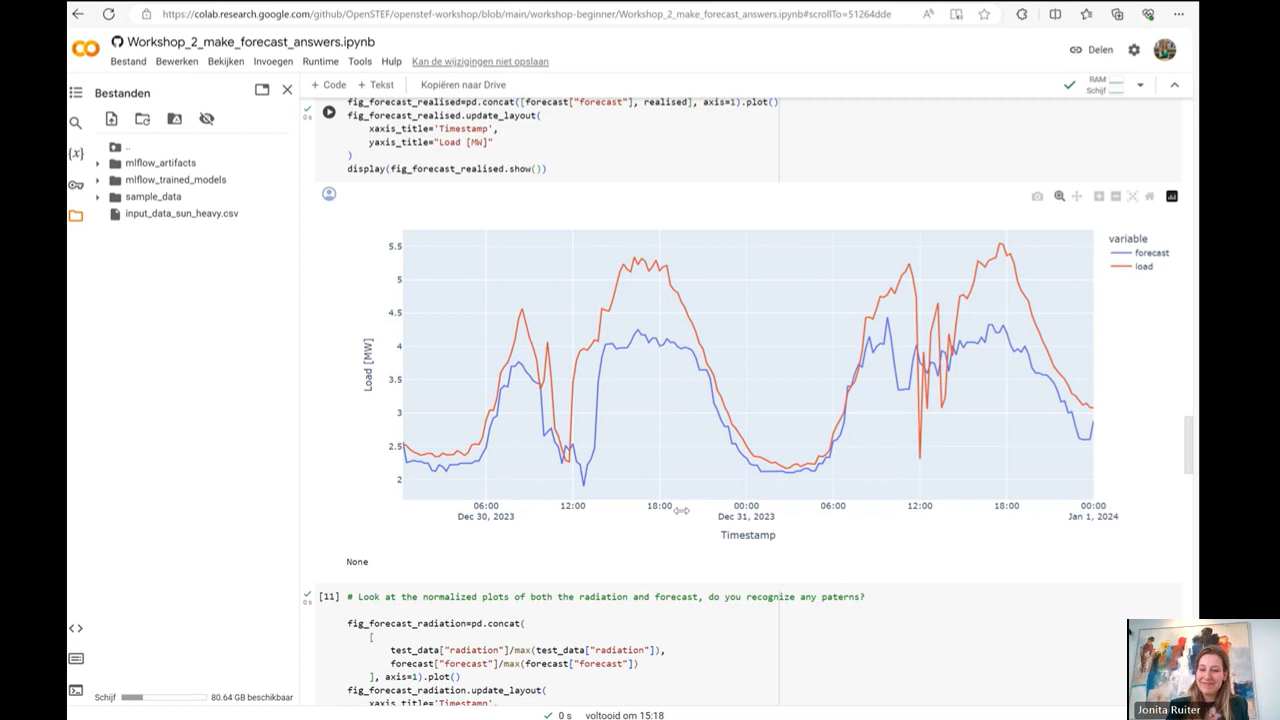 https://colab.research.google.com/github/OpenSTEF/openstef-workshop/blob/main/workshop-beginner/Workshop_2_make_forecast_answers.ipynb#scrollTo=51264dde
Workshop_2_make_forecast_answers.ipynb
Delen
Bestand Bewerken Bekijken Invoegen Runtime Tools Help Kan de wijzigingen niet opslaan
+ Code + Tekst Kopiëren naar Drive
RAM
Schijf
Bestanden
..
mlflow_artifacts
mlflow_trained_models
sample_data
input_data_sun_heavy.csv
Schijf 80.64 GB beschikbaar
0s
fig_forecast_realised=pd.concat([forecast["forecast"], realised], axis=1).plot()
fig_forecast_realised.update_layout(
xaxis_title='Timestamp',
yaxis_title="Load [MW]"
)
display(fig_forecast_realised.show())
variable
forecast
load
Load [MW]
5.5
5
4.5
4
3.5
3
2.5
2
06:00 12:00 18:00 00:00 06:00 12:00 18:00 00:00
Dec 30, 2023 Dec 31, 2023 Jan 1, 2024
Timestamp
None
0s
[11] # Look at the normalized plots of both the radiation and forecast, do you recognize any paterns?
fig_forecast_radiation=pd.concat(
[
test_data["radiation"]/max(test_data["radiation"]),
forecast["forecast"]/max(forecast["forecast"])
], axis=1).plot()
fig_forecast_radiation.update_layout(
xaxis_title='Timestamp',
0 s voltooid om 15:18
Jonita Ruiter